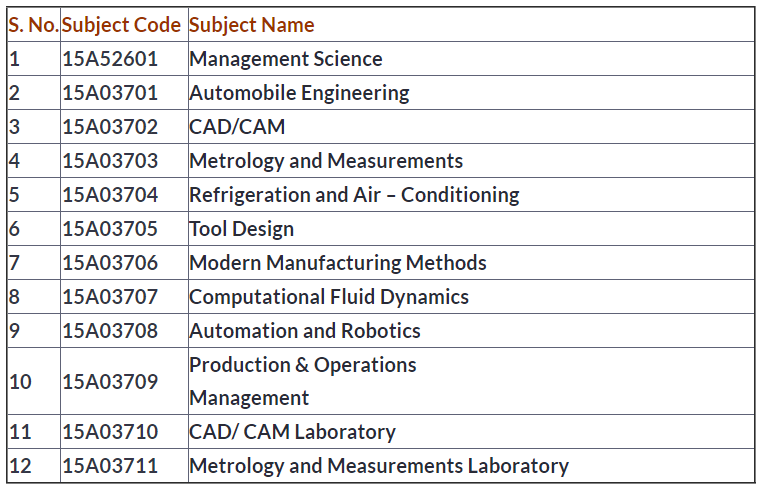 S. No. Subject Code Subject Name
1 15A52601 Management Science
2 15A03701 Automobile Engineering
3 15A03702 CAD/CAM
4 15A03703 Metrology and Measurements
5 15A03704 Refrigeration and Air – Conditioning
6 15A03705 Tool Design
7 15A03706 Modern Manufacturing Methods
8 15A03707 Computational Fluid Dynamics
9 15A03708 Automation and Robotics
10 15A03709 Production & Operations
Management
11 15A03710 CAD/ CAM Laboratory
12 15A03711 Metrology and Measurements Laboratory